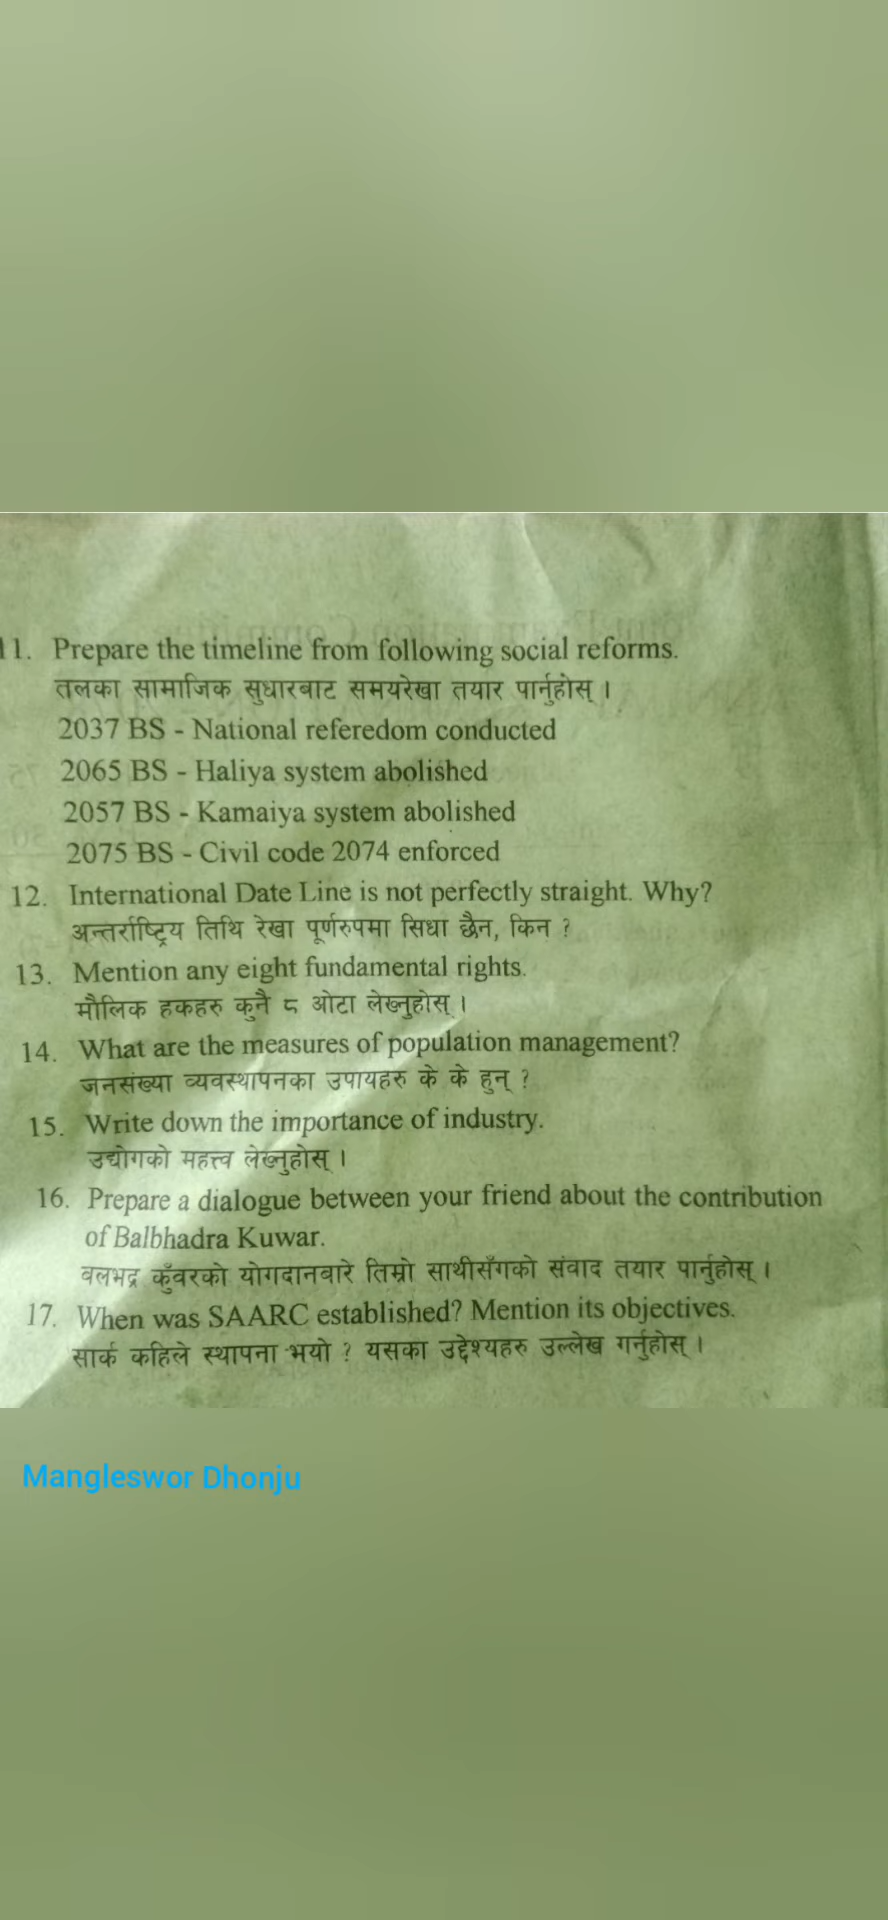 11. Prepare the timeline from following social reforms.
तलका सामाजिक सुधारबाट समयरेखा तयार पार्नुहोस् ।
2037 BS - National referedom conducted
2065 BS - Haliya system abolished
2057 BS - Kamaiya system abolished
2075 BS - Civil code 2074 enforced
12. International Date Line is not perfectly straight. Why?
अन्तर्राष्ट्रिय तिथि रेखा पूर्णरुपमा सिधा छैन, किन ?
13. Mention any eight fundamental rights.
मौलिक हकहरु कुनै ८ ओटा लेख्नुहोस् ।
14. What are the measures of population management?
जनसंख्या व्यवस्थापनका उपायहरु के के हुन् ?
15. Write down the importance of industry.
उद्योगको महत्त्व लेख्नुहोस् ।
16. Prepare a dialogue between your friend about the contribution
of Balbhadra Kuwar.
बलभद्र कुँवरको योगदानबारे तिम्रो साथीसँगको संवाद तयार पार्नुहोस् ।
17. When was SAARC established? Mention its objectives.
सार्क कहिले स्थापना भयो ? यसका उद्देश्यहरु उल्लेख गर्नुहोस् ।
Mangleswor Dhonju